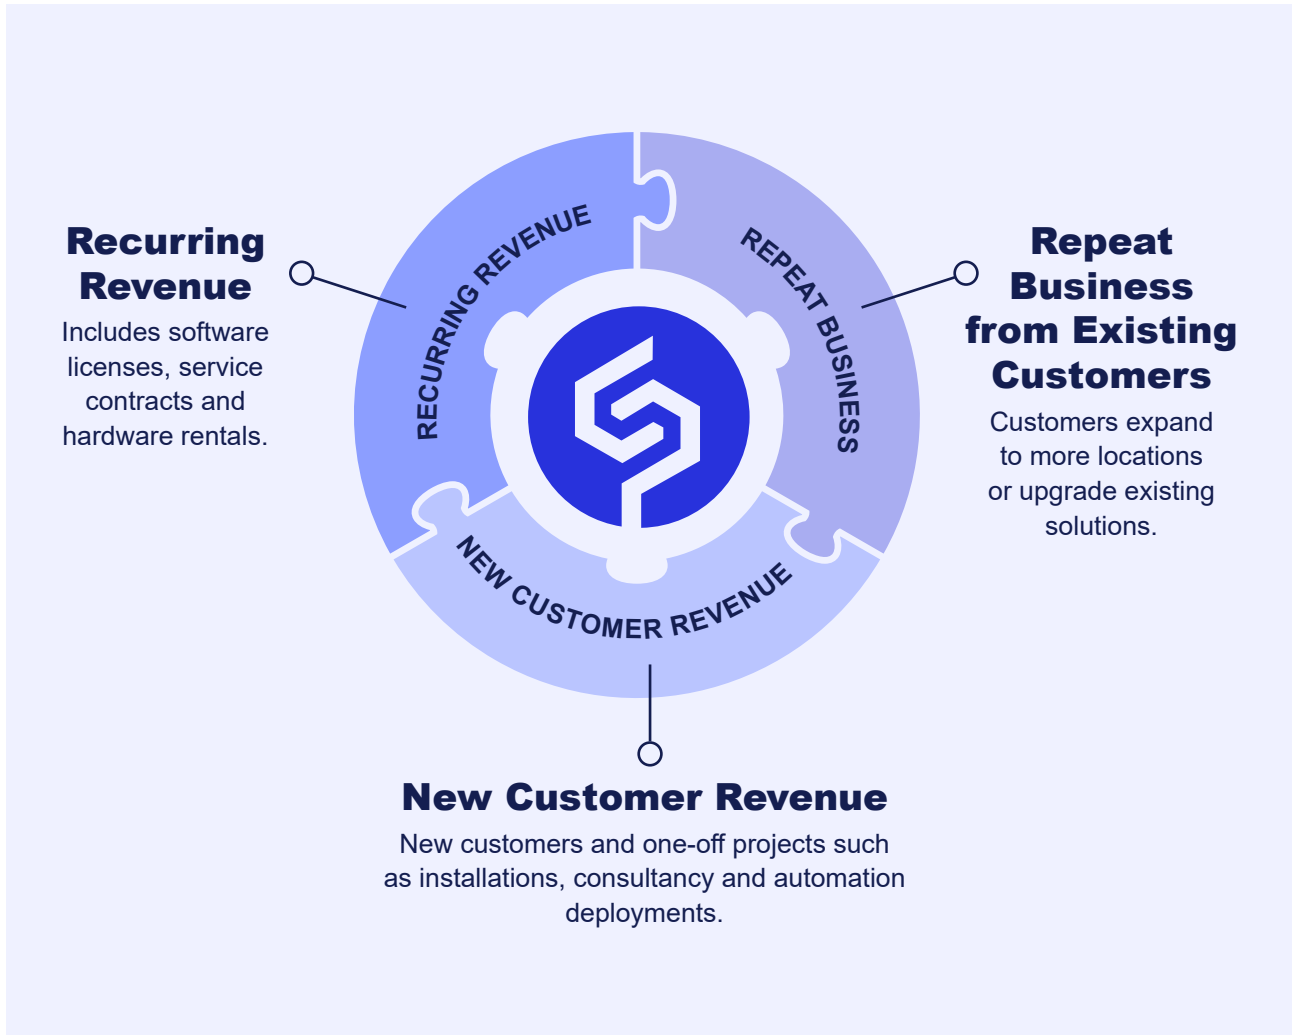 Recurring
Revenue
Includes software
licenses, service
contracts and
hardware rentals.
RECURRING REVENUE
REPEAT BUSINESS
NEW CUSTOMER REVENUE
Repeat
Business
from Existing
Customers
Customers expand
to more locations
or upgrade existing
solutions.
New Customer Revenue
New customers and one-off projects such
as installations, consultancy and automation
deployments.